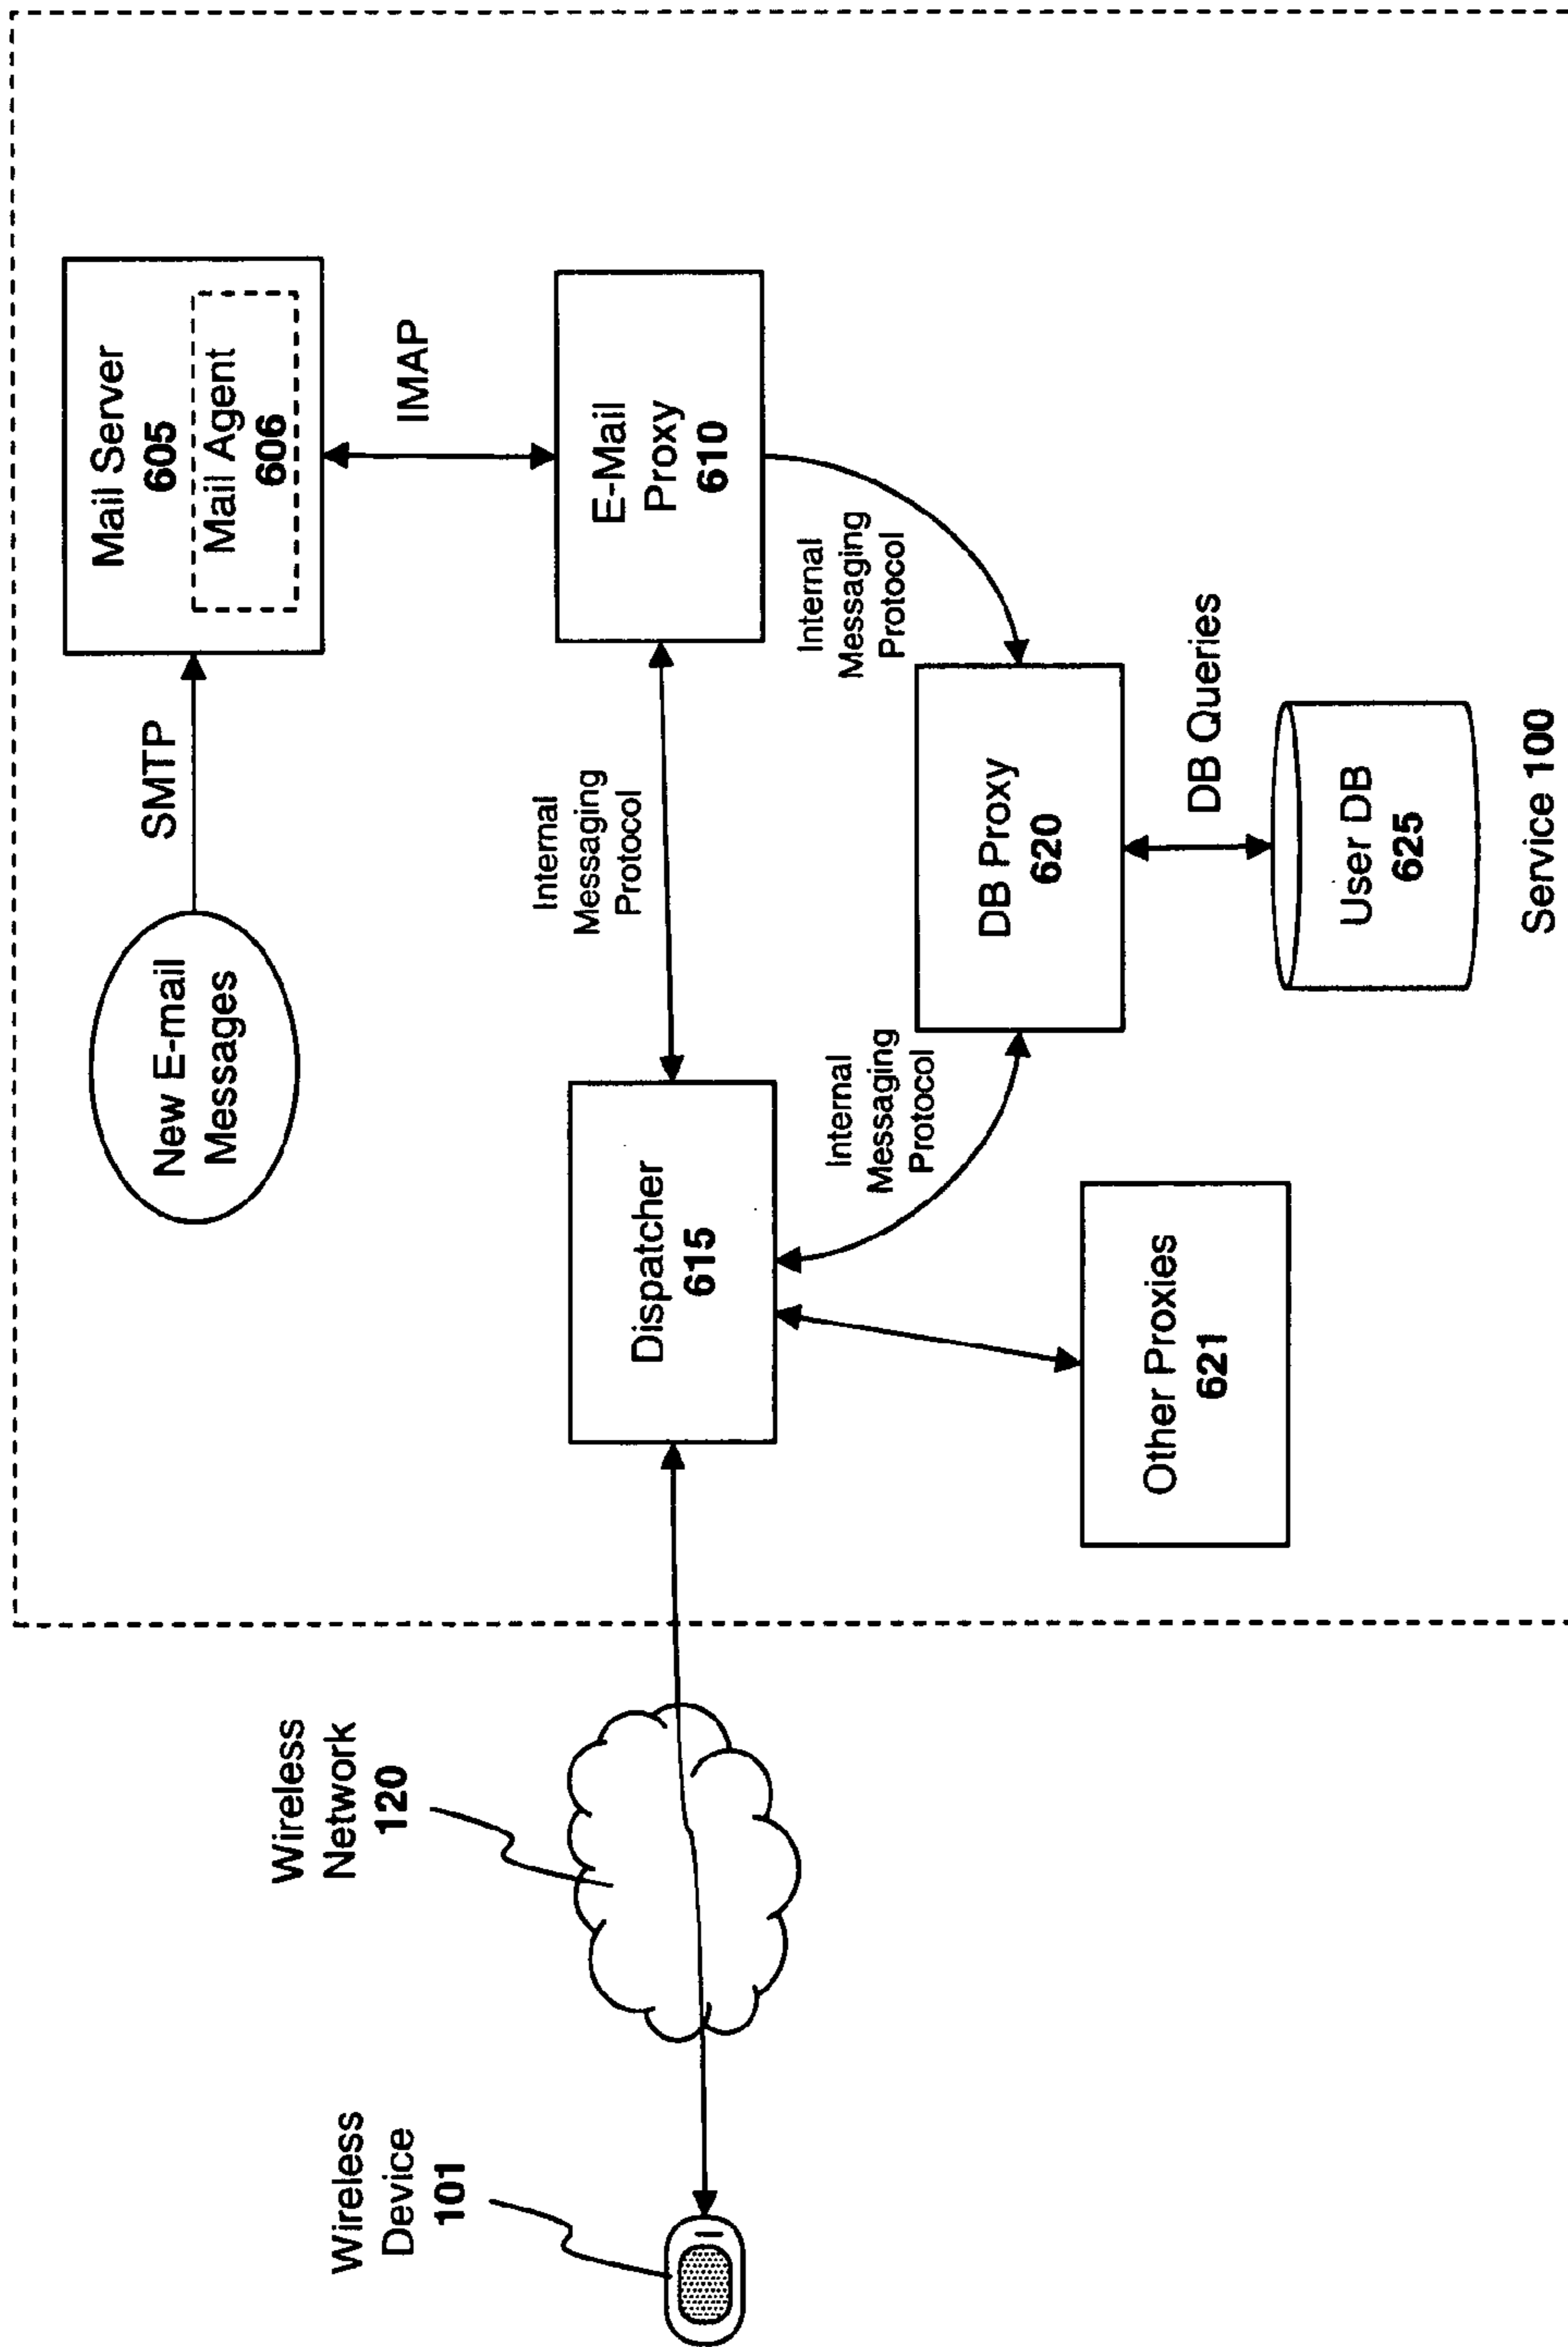 New E-mail
Messages
SMTP
Mail Server
605
Mail Agent
606
IMAP
Wireless
Network
120
Wireless
Device
101
Dispatcher
615
Internal
Messaging
Protocol
E-Mail
Proxy
610
Internal
Messaging
Protocol
Internal
Messaging
Protocol
DB Proxy
620
Other Proxies
621
DB Queries
User DB
625
Service 100